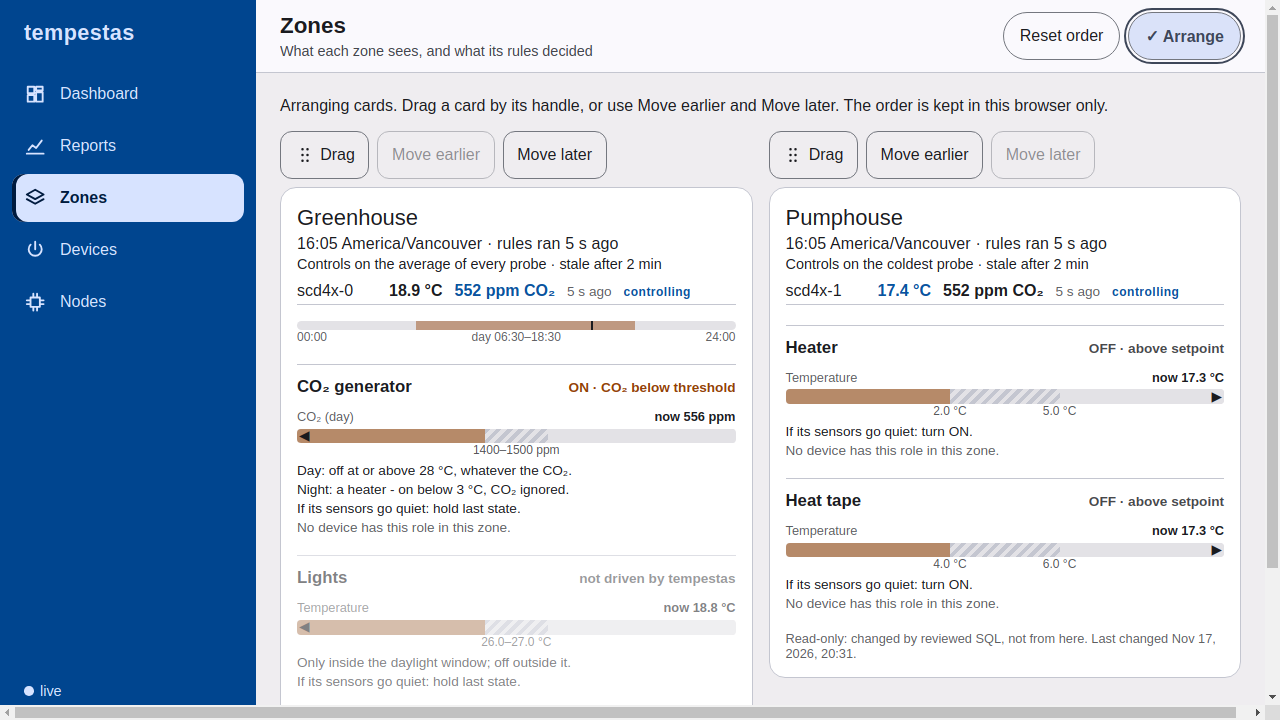 tempestas
Dashboard
Reports
Zones
Devices
Nodes
live
Zones
What each zone sees, and what its rules decided
Reset order
✓ Arrange
Arranging cards. Drag a card by its handle, or use Move earlier and Move later. The order is kept in this browser only.
Drag
Move earlier
Move later
Greenhouse
16:05 America/Vancouver · rules ran 5 s ago
Controls on the average of every probe · stale after 2 min
scd4x-0 18.9 °C 552 ppm CO₂ 5 s ago controlling
00:00 day 06:30–18:30 24:00
CO₂ generator ON · CO₂ below threshold
CO₂ (day) now 556 ppm
1400–1500 ppm
Day: off at or above 28 °C, whatever the CO₂.
Night: a heater - on below 3 °C, CO₂ ignored.
If its sensors go quiet: hold last state.
No device has this role in this zone.
Lights not driven by tempestas
Temperature now 18.8 °C
26.0–27.0 °C
Only inside the daylight window; off outside it.
If its sensors go quiet: hold last state.
Drag
Move earlier
Move later
Pumphouse
16:05 America/Vancouver · rules ran 5 s ago
Controls on the coldest probe · stale after 2 min
scd4x-1 17.4 °C 552 ppm CO₂ 5 s ago controlling
Heater OFF · above setpoint
Temperature now 17.3 °C
2.0 °C 5.0 °C
If its sensors go quiet: turn ON.
No device has this role in this zone.
Heat tape OFF · above setpoint
Temperature now 17.3 °C
4.0 °C 6.0 °C
If its sensors go quiet: turn ON.
No device has this role in this zone.
Read-only: changed by reviewed SQL, not from here. Last changed Nov 17,
2026, 20:31.